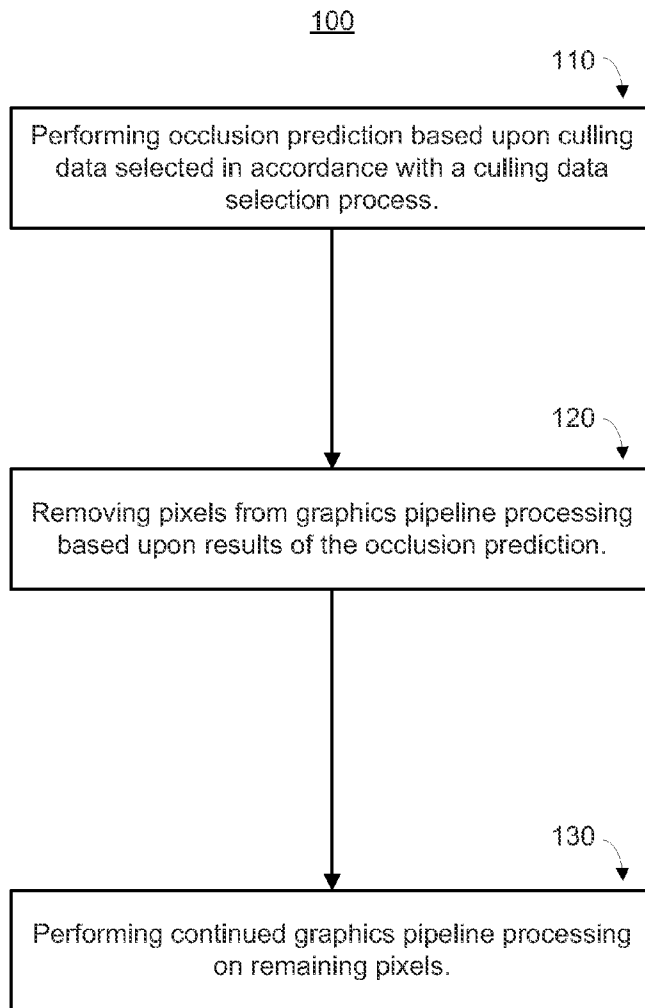 100
110
Performing occlusion prediction based upon culling
data selected in accordance with a culling data
selection process.
120
Removing pixels from graphics pipeline processing
based upon results of the occlusion prediction.
130
Performing continued graphics pipeline processing
on remaining pixels.